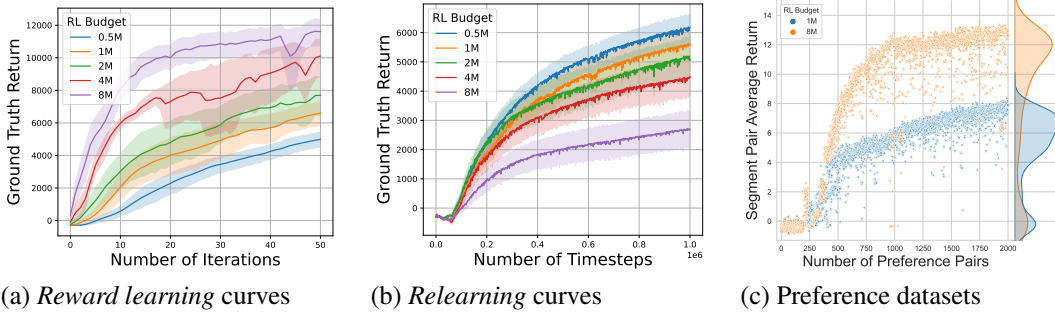 RL Budget
0.5M
1M
2M
4M
8M
12000
10000
8000
6000
4000
2000
0
Ground Truth Return
0 10 20 30 40 50
Number of Iterations
(a) Reward learning curves
RL Budget
0.5M
1M
2M
4M
8M
6000
5000
4000
3000
2000
1000
0
Ground Truth Return
0.0 0.2 0.4 0.6 0.8 1.0
1e6
Number of Timesteps
(b) Relearning curves
RL Budget
1M
8M
14
12
10
8
6
4
2
0
Segment Pair Average Return
0 250 500 750 1000 1250 1500 1750 2000
Number of Preference Pairs
(c) Preference datasets